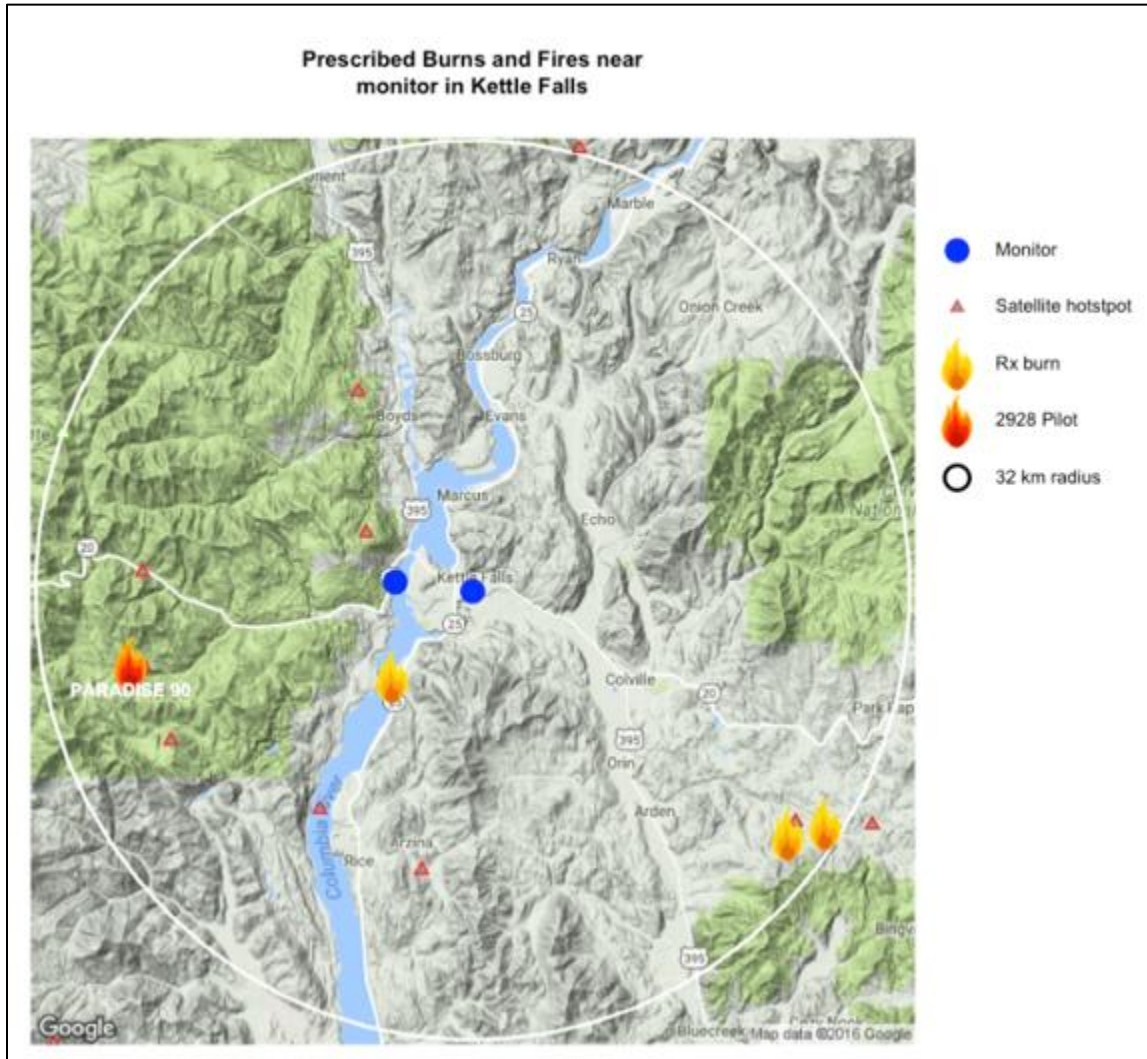 Prescribed Burns and Fires near
monitor in Kettle Falls
395
Marble
Ryan
25
Onion Creek
Bossburg
Boyds
Evans
Marcus
395
Echo
20
Kettle Falls
25
PARADISE 90
Colville
20
395
Orin
Arden
Columbia River
Rice
Arzina
395
Bluecreek
Google
Map data ©2016 Google
Monitor
Satellite hotstpot
Rx burn
2928 Pilot
32 km radius